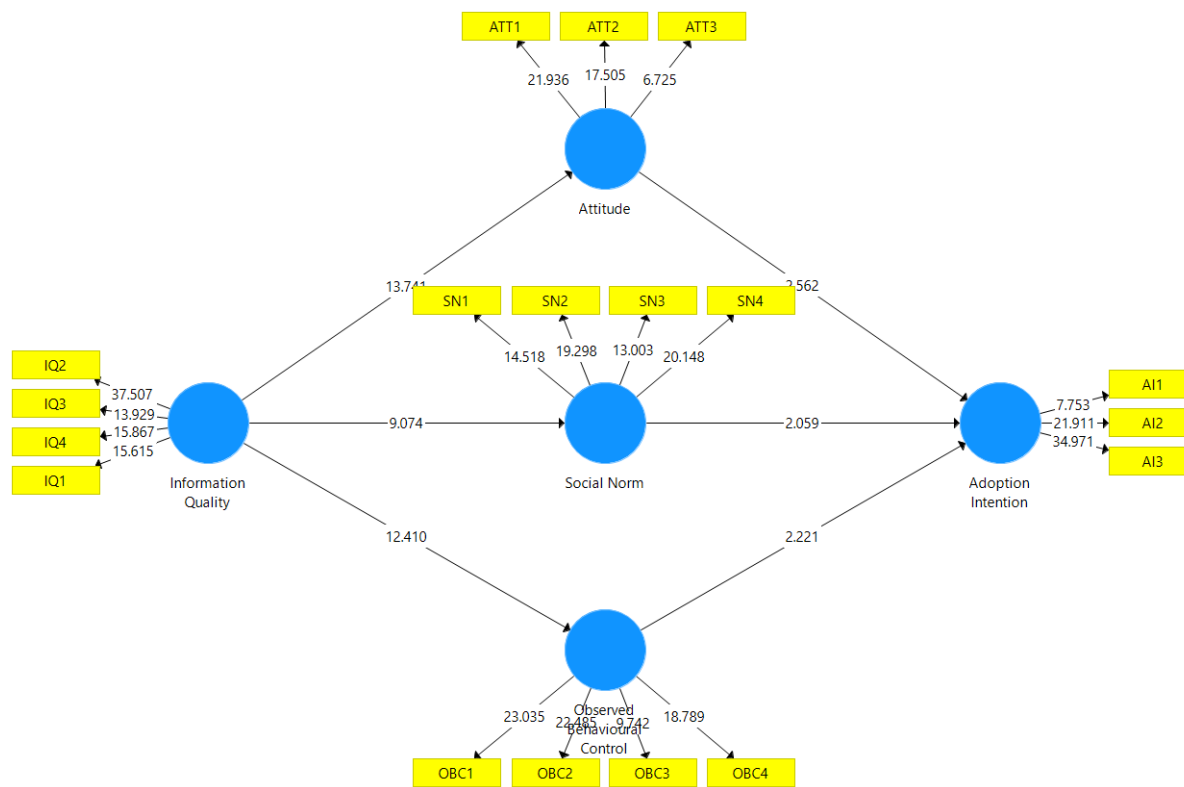 ATT1
ATT2
ATT3
21.936
17.505
6.725
Attitude
13.741
SN1
SN2
SN3
SN4
14.518
19.298
13.003
20.148
IQ2
IQ3
IQ4
IQ1
37.507
13.929
15.867
15.615
Information
Quality
9.074
Social Norm
2.059
7.753
21.911
34.971
AI1
AI2
AI3
Adoption
Intention
12.410
2.221
Observed
Behavioural
Control
23.035
22.485
9.742
18.789
OBC1
OBC2
OBC3
OBC4